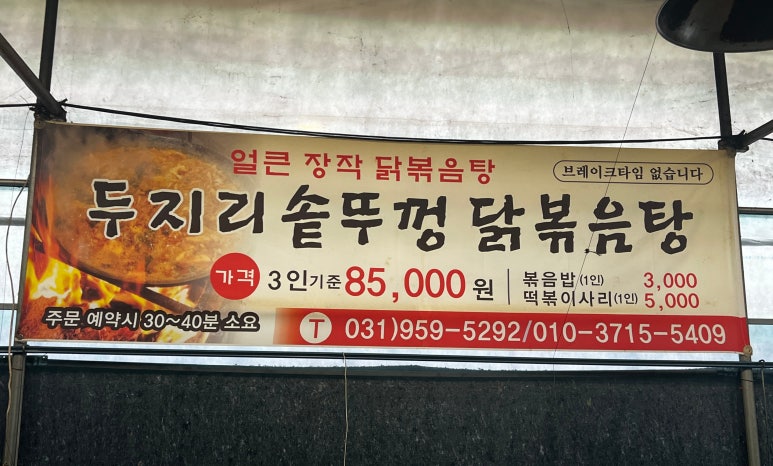 얼큰 장작 닭볶음탕
브레이크타임 없습니다
두지리솥뚜껑 닭볶음탕
가격 3인기준 85,000원
볶음밥(1인) 3,000
떡볶이사리(1인) 5,000
주문 예약시 30~40분 소요
T 031)959-5292/010-3715-5409